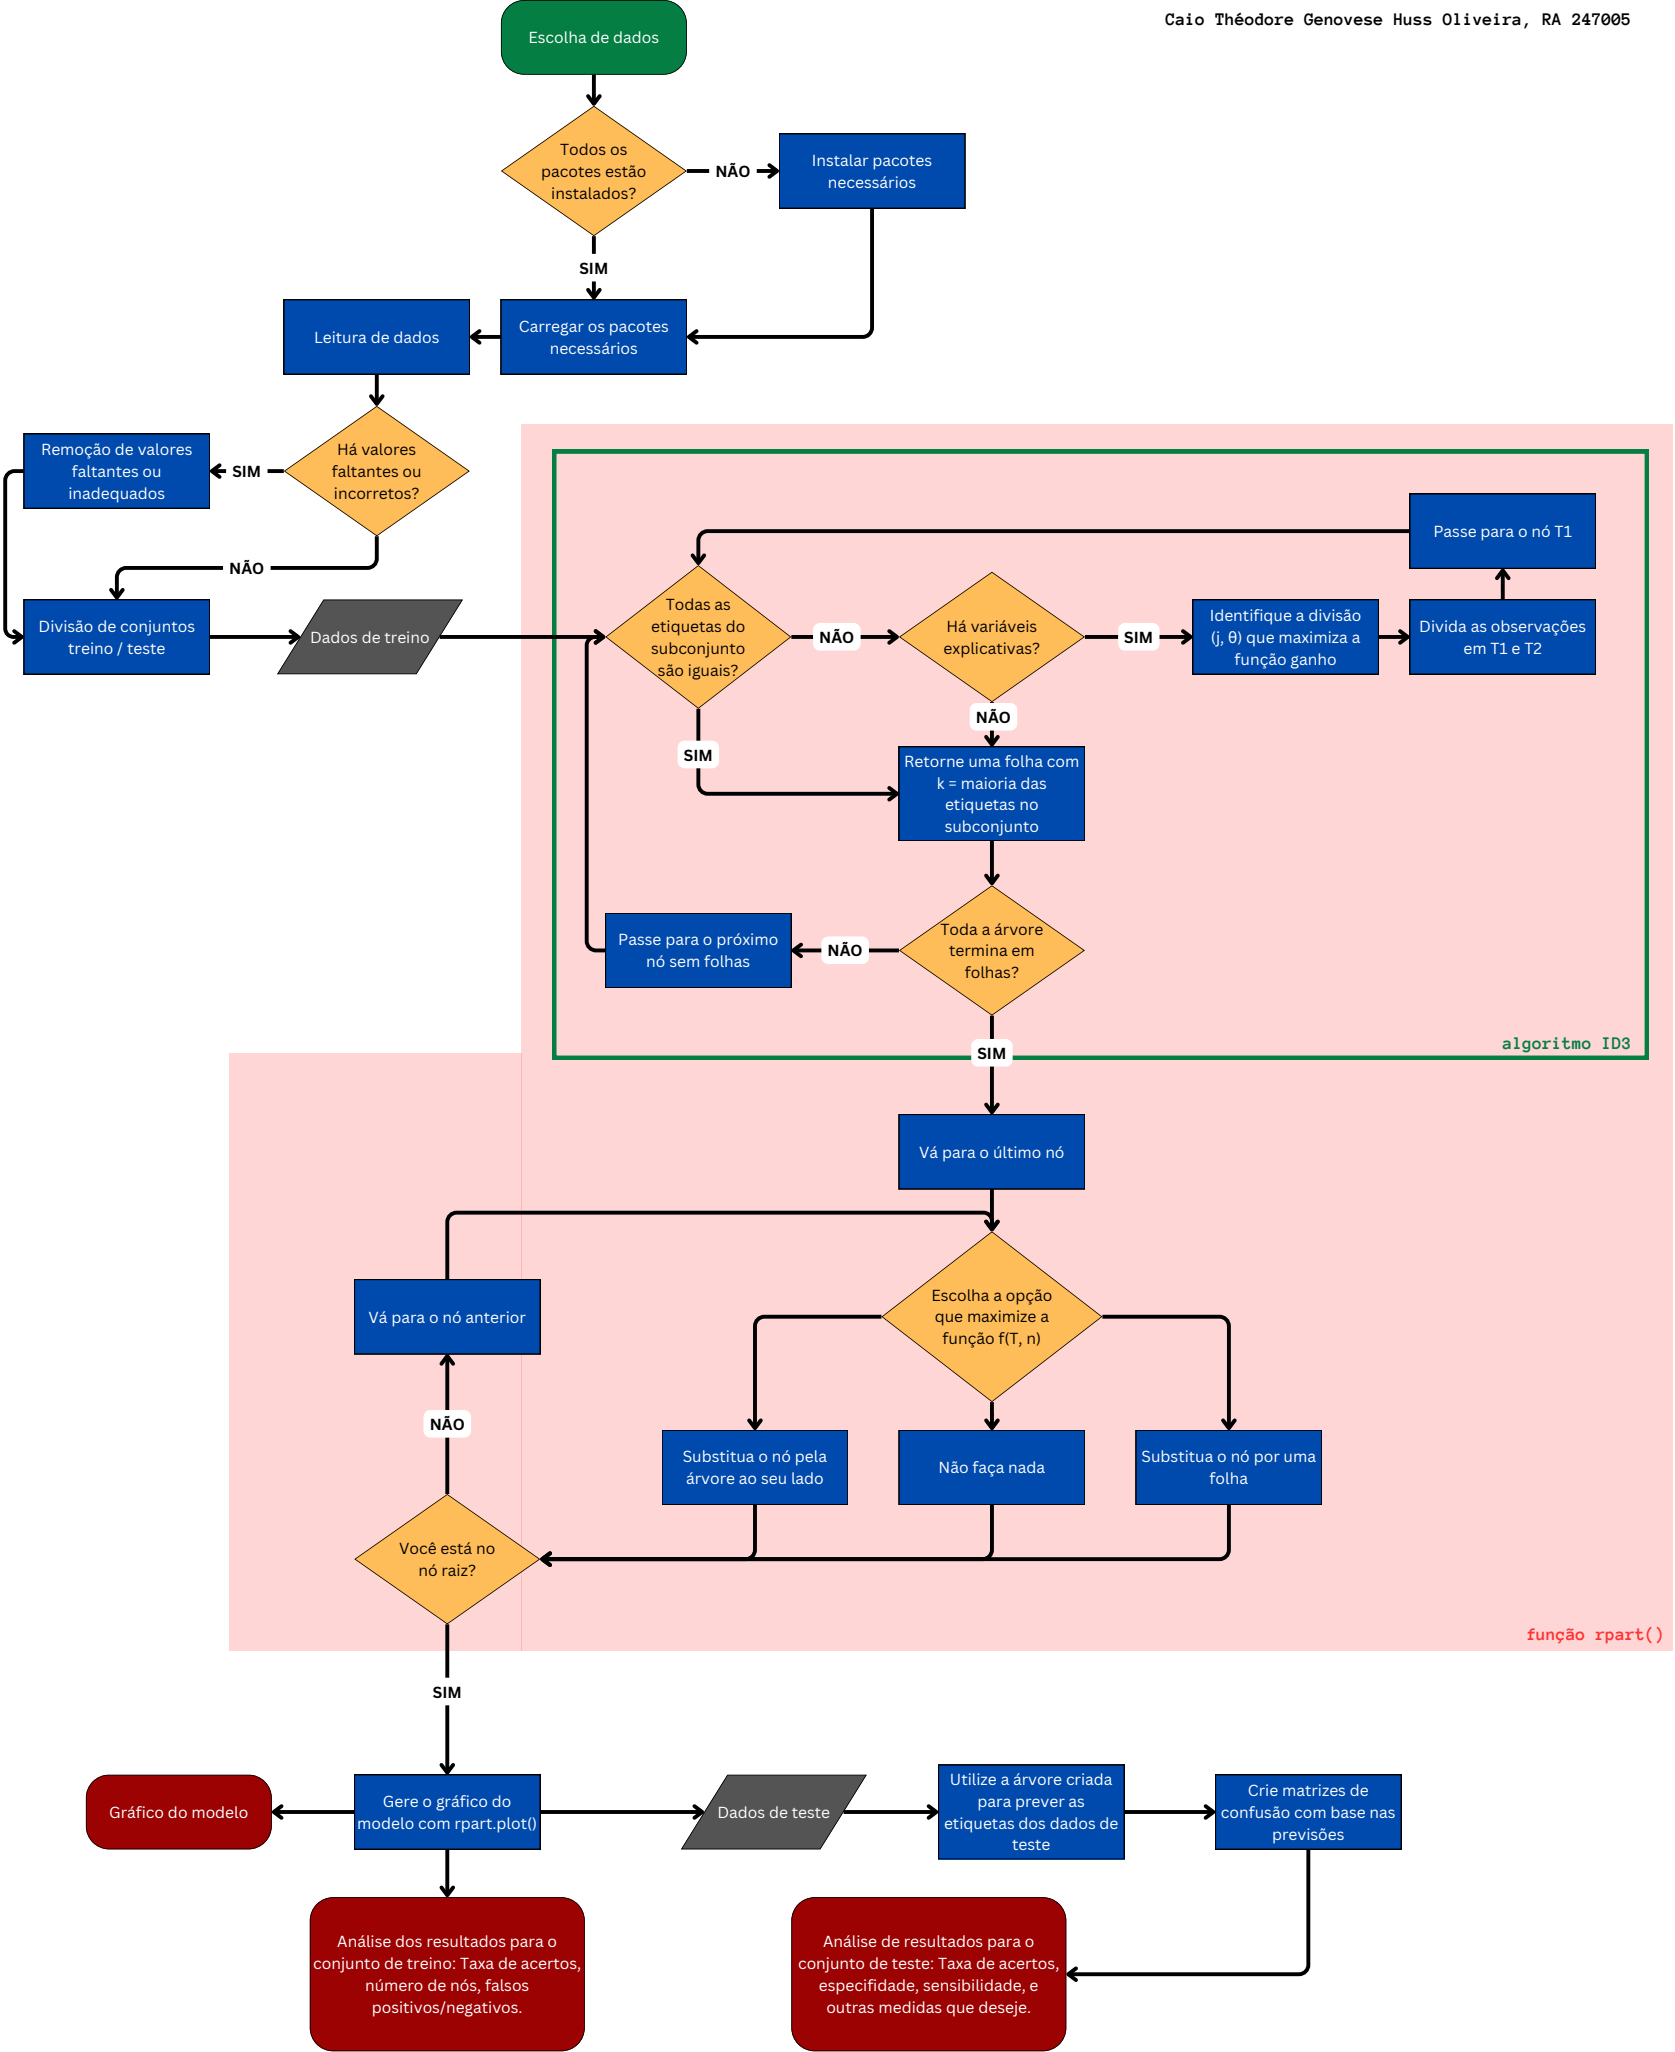 Caio Théodore Genovese Huss Oliveira, RA 247005
Escolha de dados
Todos os
pacotes estão
instalados?
NÃO
Instalar pacotes
necessários
SIM
Carregar os pacotes
necessários
Leitura de dados
Há valores
faltantes ou
incorretos?
SIM
Remoção de valores
faltantes ou
inadequados
NÃO
Divisão de conjuntos
treino / teste
Dados de treino
Todas as
etiquetas do
subconjunto
são iguais?
NÃO
Há variáveis
explicativas?
SIM
Identifique a divisão
(j, θ) que maximiza a
função ganho
Divida as observações
em T1 e T2
Passe para o nó T1
NÃO
SIM
Retorne uma folha com
k = maioria das
etiquetas no
subconjunto
Toda a árvore
termina em
folhas?
NÃO
Passe para o próximo
nó sem folhas
SIM
algoritmo ID3
Vá para o último nó
Vá para o nó anterior
Escolha a opção
que maximize a
função f(T, n)
NÃO
Substitua o nó pela
árvore ao seu lado
Não faça nada
Substitua o nó por uma
folha
Você está no
nó raiz?
função rpart()
SIM
Gráfico do modelo
Gere o gráfico do
modelo com rpart.plot()
Dados de teste
Utilize a árvore criada
para prever as
etiquetas dos dados de
teste
Crie matrizes de
confusão com base nas
previsões
Análise dos resultados para o
conjunto de treino: Taxa de acertos,
número de nós, falsos
positivos/negativos.
Análise de resultados para o
conjunto de teste: Taxa de acertos,
especifidade, sensibilidade, e
outras medidas que deseje.